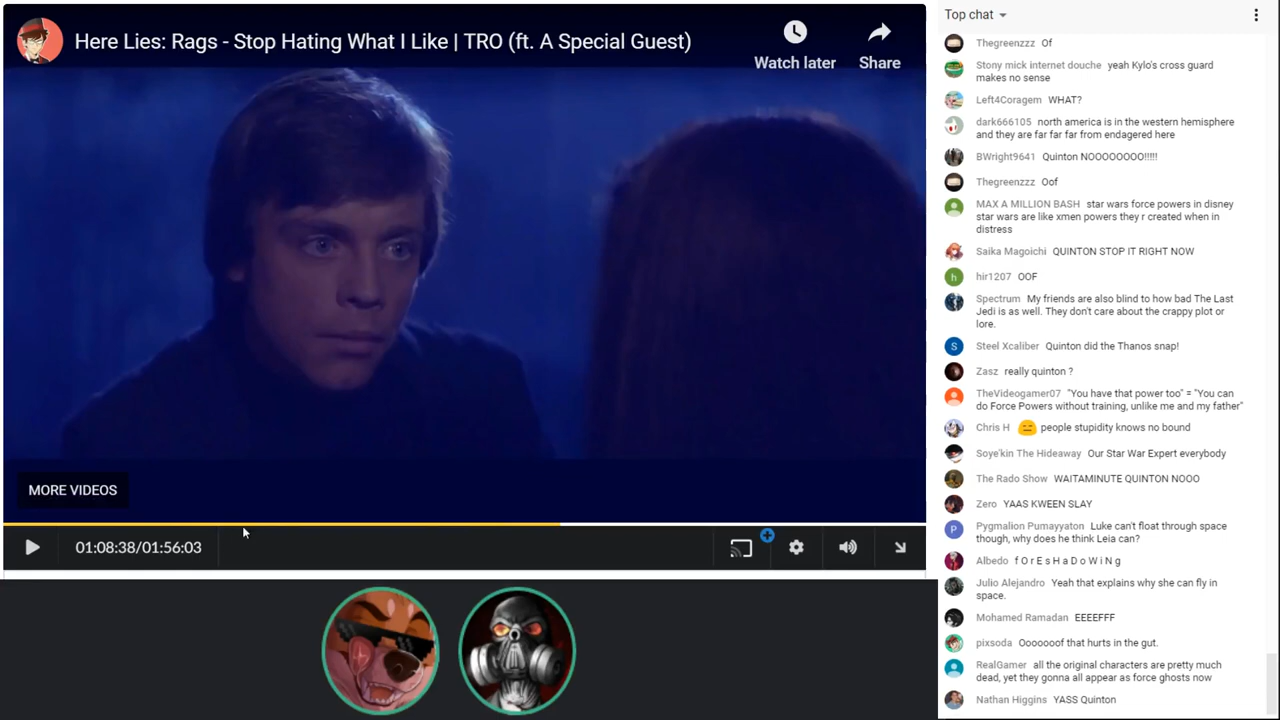 Here Lies: Rags - Stop Hating What I Like | TRO (ft. A Special Guest)
Watch later
Share
MORE VIDEOS
01:08:38/01:56:03
Top chat
Thegreenzzz Of
Stony mick internet douche yeah Kylo's cross guard
makes no sense
Left4Coragem WHAT?
dark666105 north america is in the western hemisphere
and they are far far far from endagered here
BWright9641 Quinton NOOOOOOOO!!!!!
Thegreenzzz Oof
MAX A MILLION BASH star wars force powers in disney
star wars are like xmen powers they r created when in
distress
Saika Magoichi QUINTON STOP IT RIGHT NOW
h
hir1207 OOF
Spectrum My friends are also blind to how bad The Last
Jedi is as well. They don't care about the crappy plot or
lore.
S
Steel Xcaliber Quinton did the Thanos snap!
Zasz really quinton ?
TheVideogamer07 "You have that power too" = "You can
do Force Powers without training, unlike me and my father"
Chris H people stupidity knows no bound
Soye'kin The Hideaway Our Star War Expert everybody
The Rado Show WAITAMINUTE QUINTON NOOO
Zero YAAS KWEEN SLAY
P
Pygmalion Pumayyaton Luke can't float through space
though, why does he think Leia can?
Albedo f O r E s H a D o W i N g
Julio Alejandro Yeah that explains why she can fly in
space.
Mohamed Ramadan EEEEFFF
pixsoda Ooooooof that hurts in the gut.
RealGamer all the original characters are pretty much
dead, yet they gonna all appear as force ghosts now
Nathan Higgins YASS Quinton